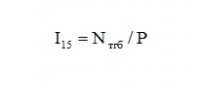 I₁₅ = Nтгб / P